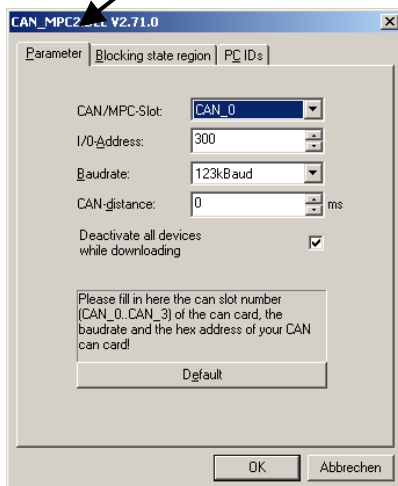 CAN_MPC2.DLL V2.71.0
Parameter Blocking state region PC IDs
CAN/MPC-Slot: CAN_0
I/0-Address: 300
Baudrate: 123kBaud
CAN-distance: 0 ms
Deactivate all devices
while downloading
Please fill in here the can slot number
(CAN_0..CAN_3) of the can card, the
baudrate and the hex address of your CAN
can card!
Default
OK Abbrechen